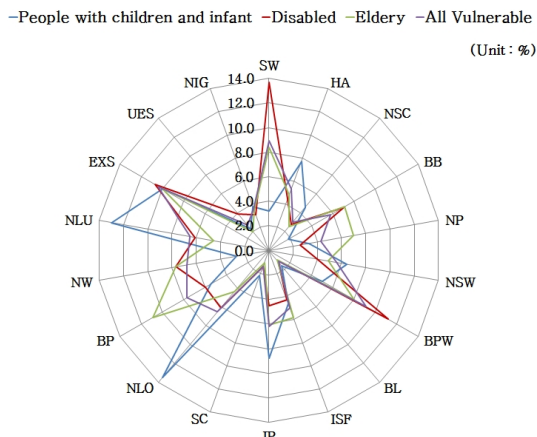 People with children and infant Disabled Eldery All Vulnerable
(Unit : %)
SW
NIG
HA
14.0
UES
12.0
NSC
10.0
EXS
8.0
BB
6.0
4.0
NLU
2.0
NP
0.0
NW
NSW
BP
BPW
NLO
BL
SC
ISF